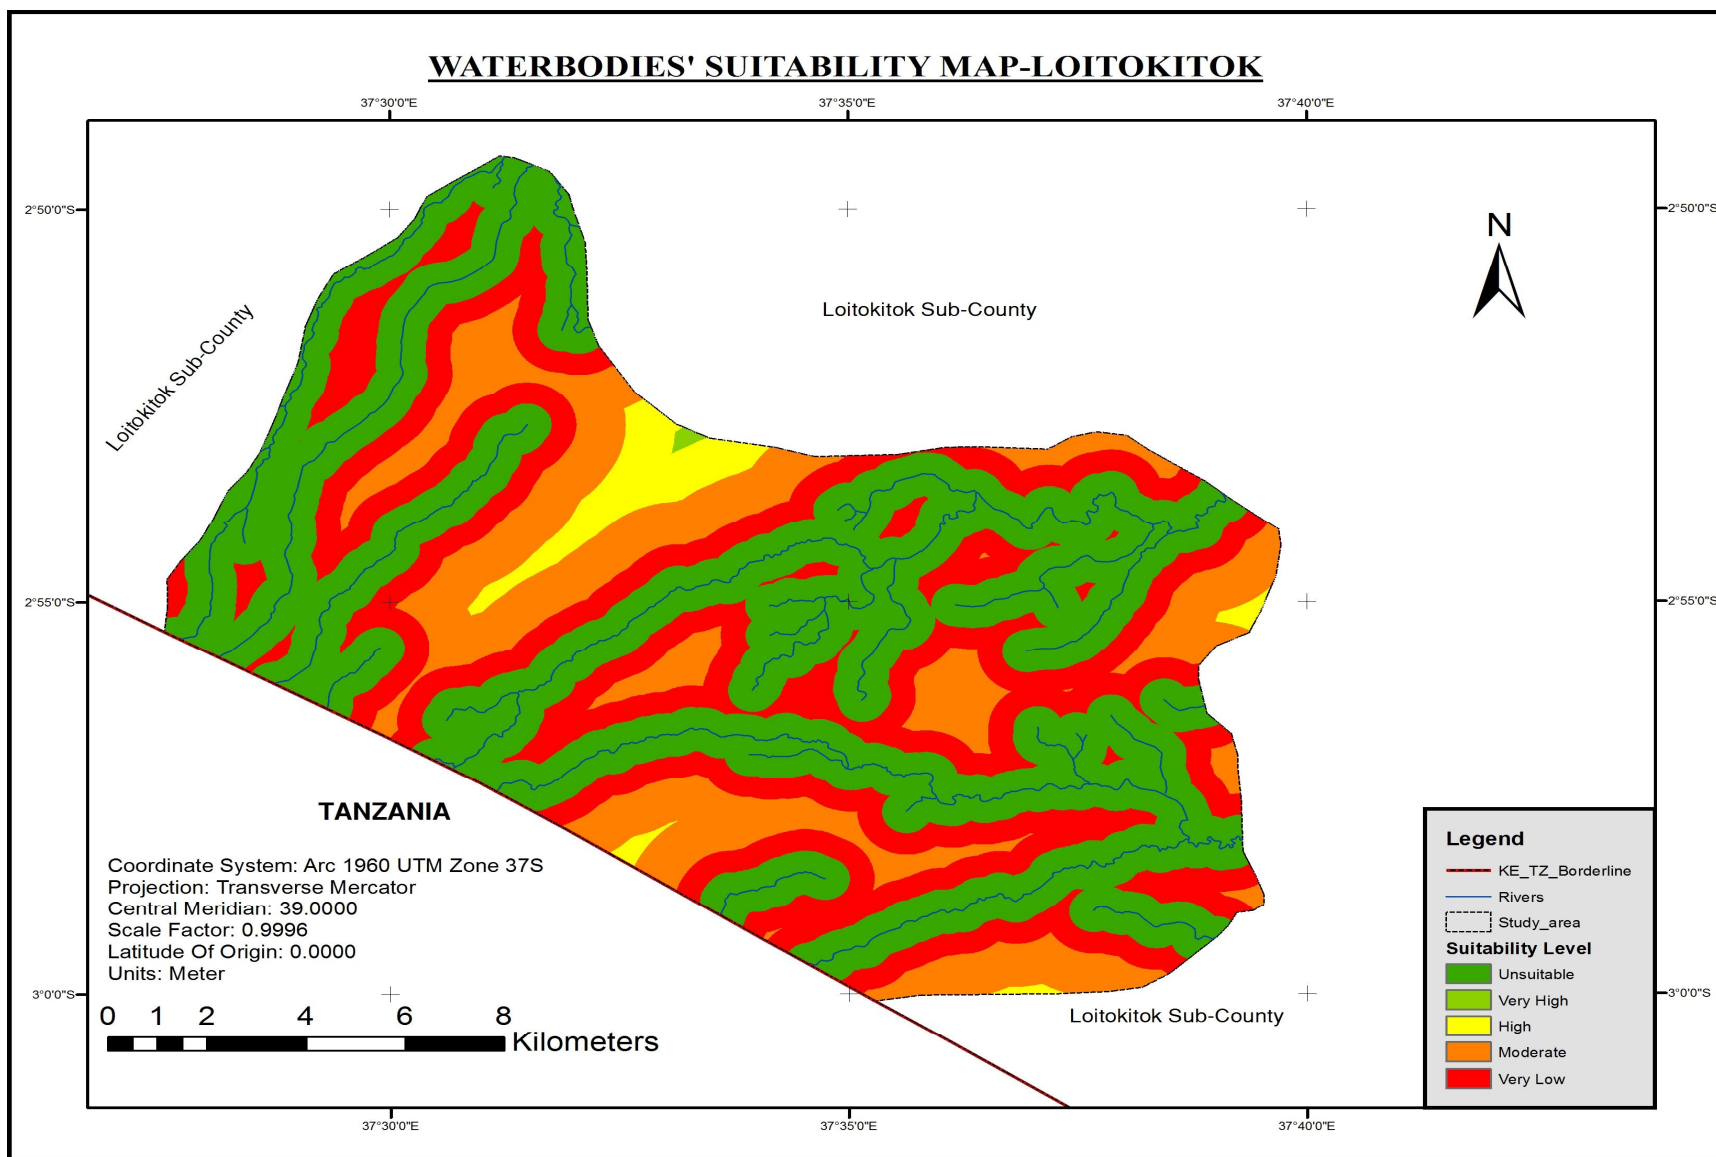 WATERBODIES' SUITABILITY MAP-LOITOKITOK
37°30'0"E
37°35'0"E
37°40'0"E
2°50'0"S
2°50'0"S
N
Loitokitok Sub-County
Loitokitok Sub-County
2°55'0"S
2°55'0"S
TANZANIA
Coordinate System: Arc 1960 UTM Zone 37S
Projection: Transverse Mercator
Central Meridian: 39.0000
Scale Factor: 0.9996
Latitude Of Origin: 0.0000
Units: Meter
3°0'0"S
3°0'0"S
0 1 2 4 6 8
Kilometers
Loitokitok Sub-County
Legend
KE_TZ_Borderline
Rivers
Study_area
Suitability Level
Unsuitable
Very High
High
Moderate
Very Low
37°30'0"E
37°35'0"E
37°40'0"E